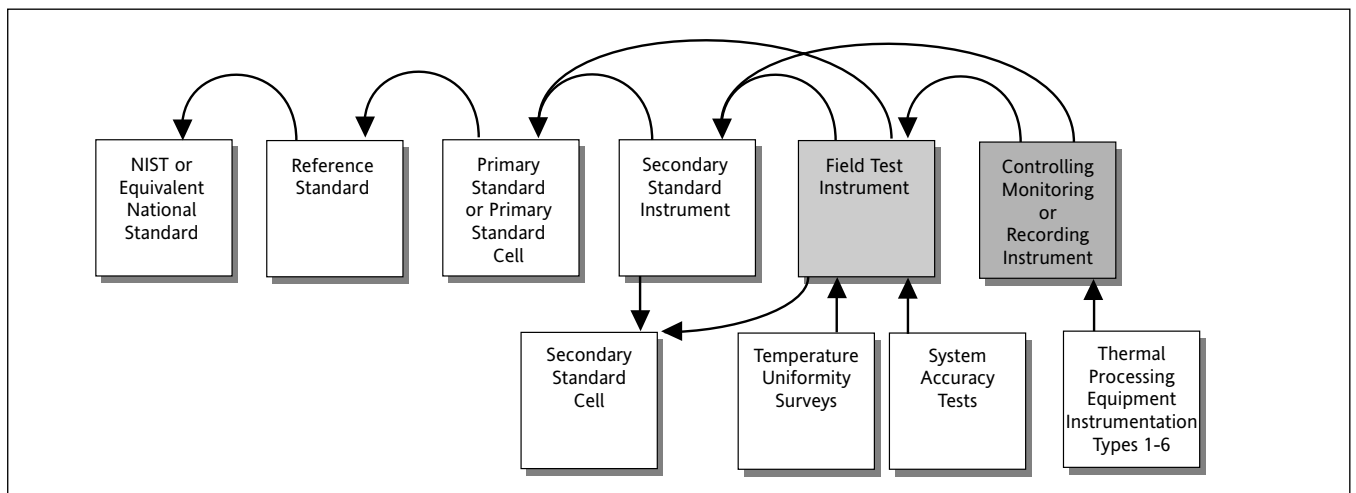 NIST or
Equivalent
National
Standard
Reference
Standard
Primary
Standard
or Primary
Standard
Cell
Secondary
Standard
Instrument
Field Test
Instrument
Controlling
Monitoring
or
Recording
Instrument
Secondary
Standard
Cell
Temperature
Uniformity
Surveys
System
Accuracy
Tests
Thermal
Processing
Equipment
Instrumentation
Types 1-6